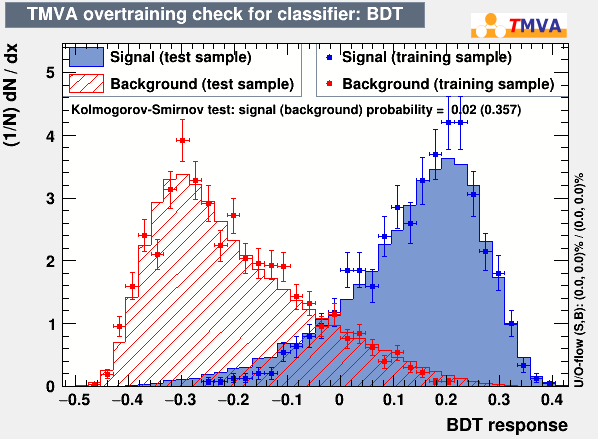 TMVA overtraining check for classifier: BDT
TMVA
Signal (test sample)
Signal (training sample)
Background (test sample)
Background (training sample)
Kolmogorov-Smirnov test: signal (background) probability = 0.02 (0.357)
(1/N) dN / dx
5
4
3
2
1
0
−0.5 −0.4 −0.3 −0.2 −0.1 0 0.1 0.2 0.3 0.4
BDT response
U/O-flow (S,B): (0.0, 0.0)% / (0.0, 0.0)%